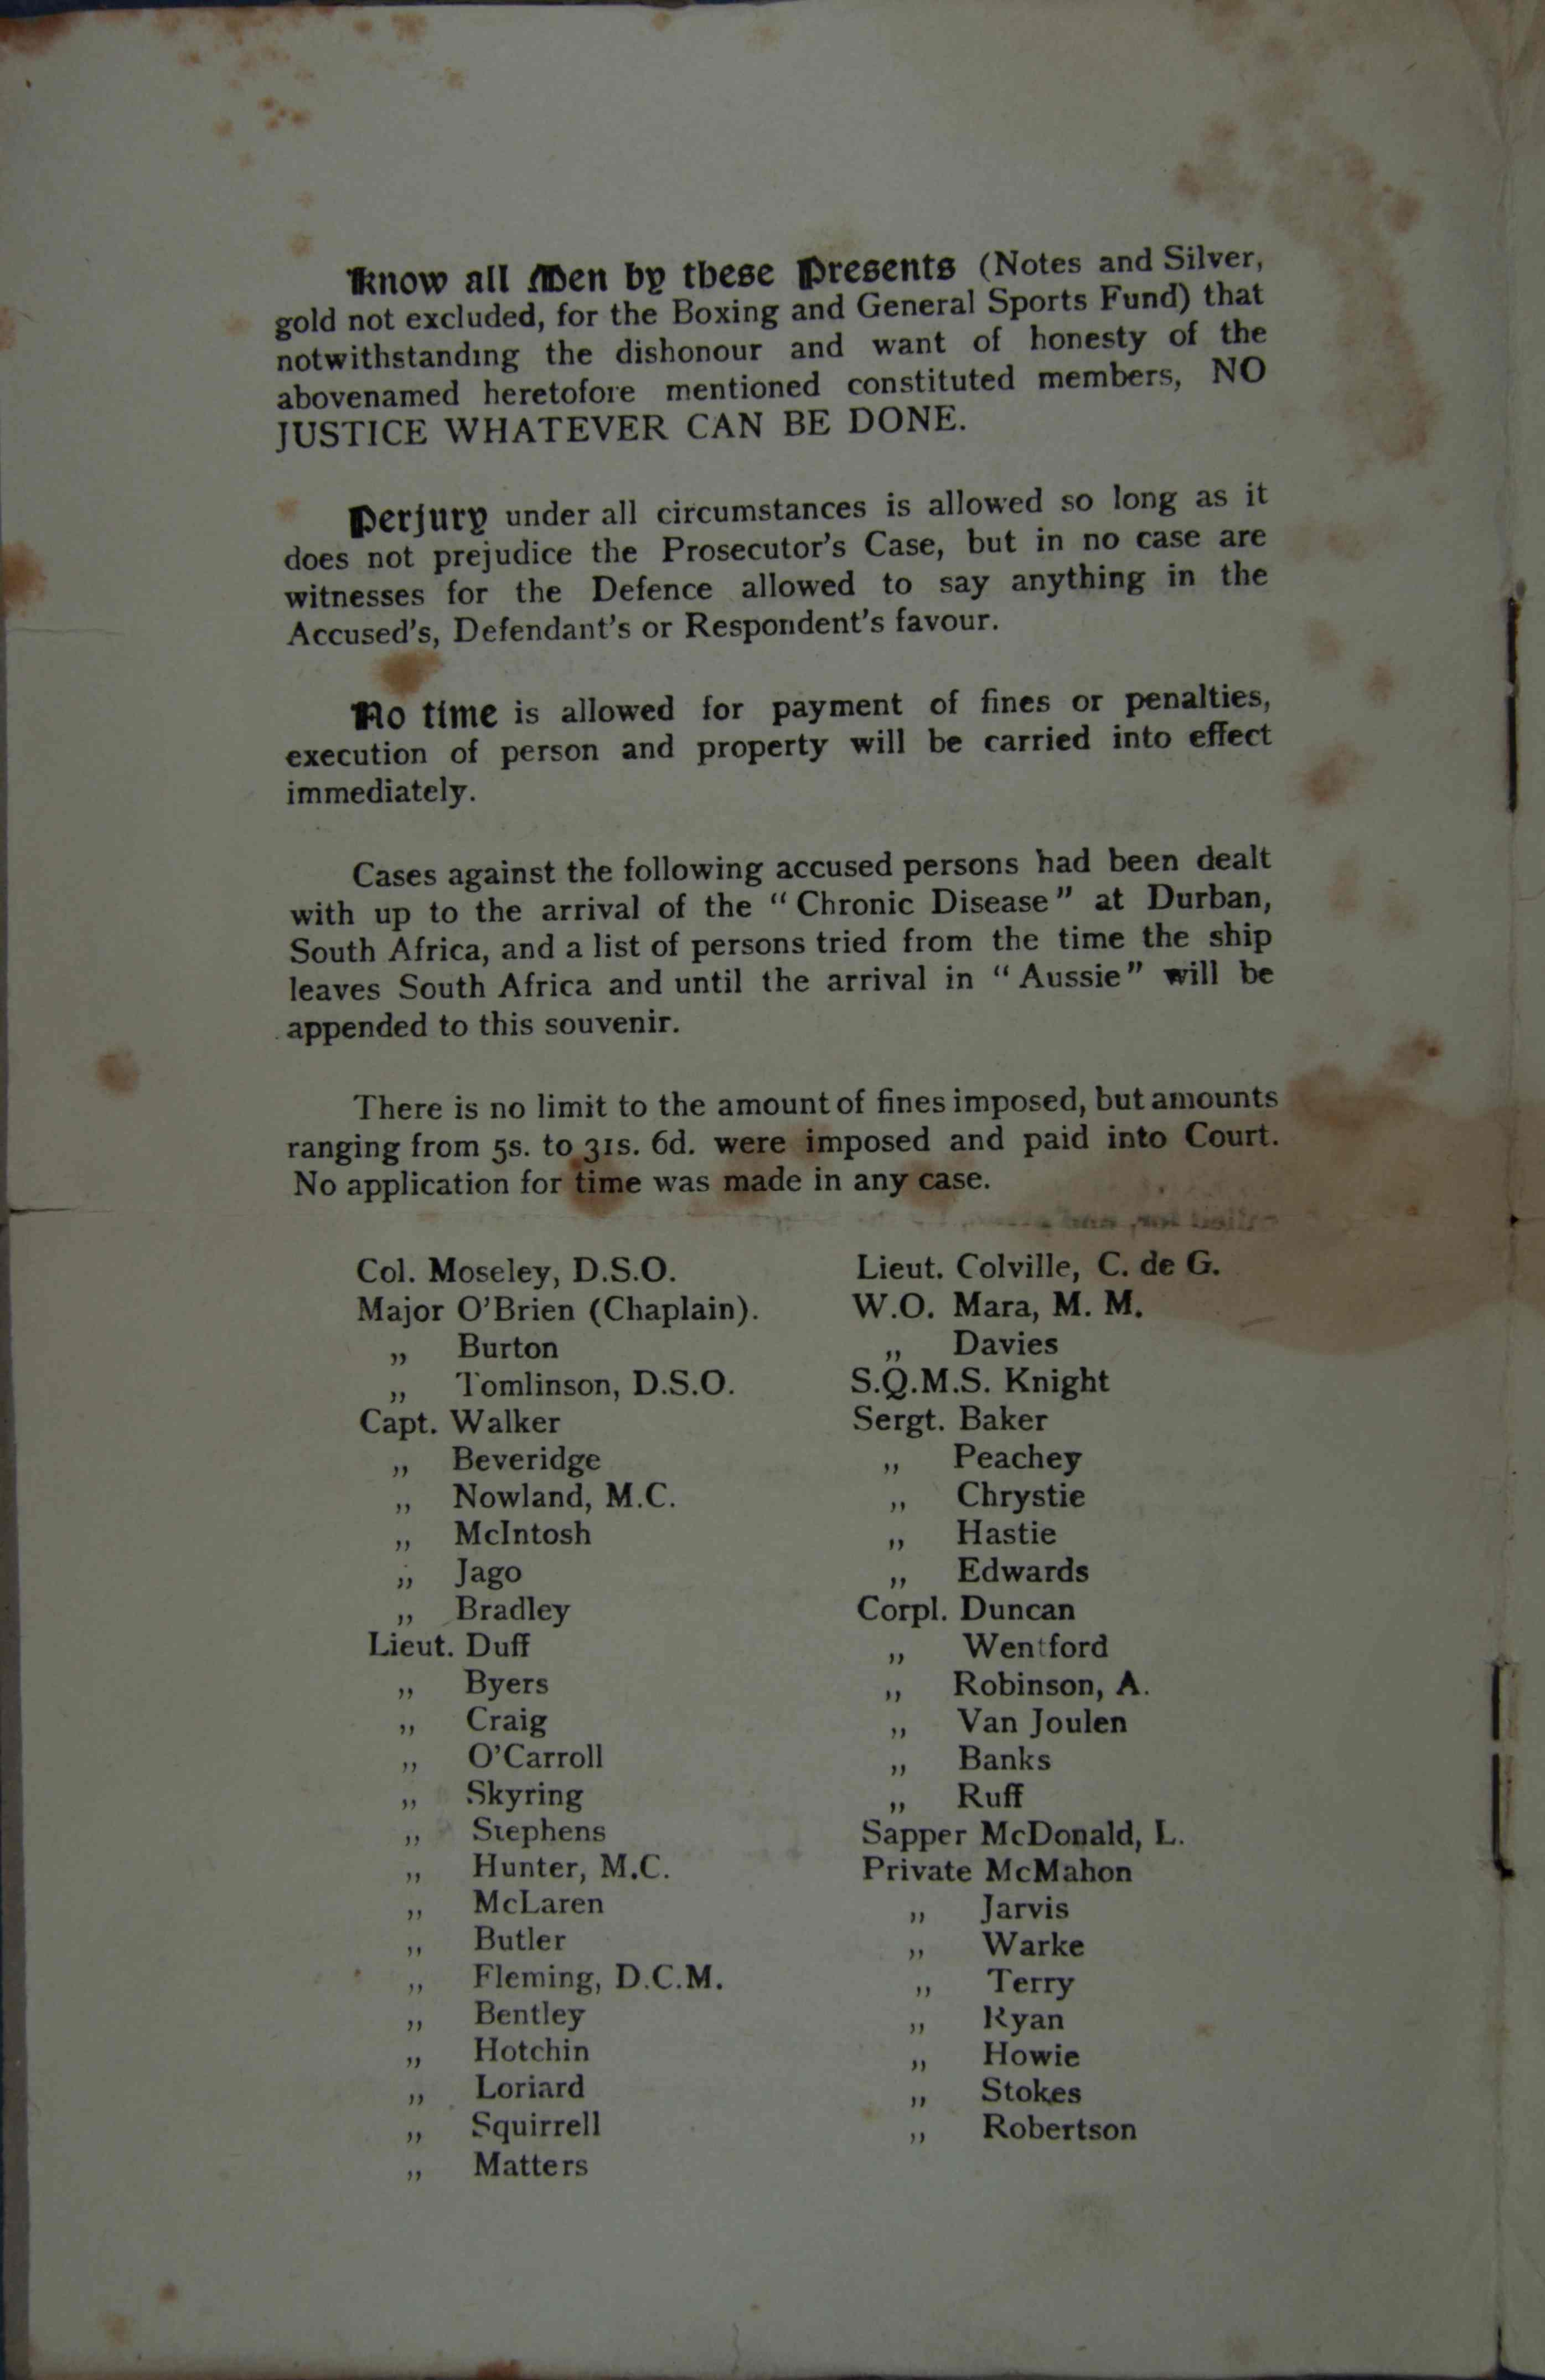 Know all Men by these Presents (Notes and Silver,
gold not excluded, for the Boxing and General Sports Fund) that
notwithstanding the dishonour and want of honesty of the
abovenamed heretofore mentioned constituted members, NO
JUSTICE WHATEVER CAN BE DONE.
Perjury under all circumstances is allowed so long as it
does not prejudice the Prosecutor's Case, but in no case are
witnesses for the Defence allowed to say anything in the
Accused's, Defendant's or Respondent's favour.
No time is allowed for payment of fines or penalties,
execution of person and property will be carried into effect
immediately.
Cases against the following accused persons had been dealt
with up to the arrival of the "Chronic Disease" at Durban,
South Africa, and a list of persons tried from the time the ship
leaves South Africa and until the arrival in "Aussie" will be
appended to this souvenir.
There is no limit to the amount of fines imposed, but amounts
ranging from 5s. to 31s. 6d. were imposed and paid into Court.
No application for time was made in any case.
Col. Moseley, D.S.O.
Major O'Brien (Chaplain).
„ Burton
„ Tomlinson, D.S.O.
Capt. Walker
„ Beveridge
„ Nowland, M.C.
„ McIntosh
„ Jago
„ Bradley
Lieut. Duff
„ Byers
„ Craig
„ O'Carroll
„ Skyring
„ Stephens
„ Hunter, M.C.
„ McLaren
„ Butler
„ Fleming, D.C.M.
„ Bentley
„ Hotchin
„ Loriard
„ Squirrell
„ Matters
Lieut. Colville, C. de G.
W.O. Mara, M. M.
„ Davies
S.Q.M.S. Knight
Sergt. Baker
„ Peachey
„ Chrystie
„ Hastie
„ Edwards
Corpl. Duncan
„ Wentford
„ Robinson, A.
„ Van Joulen
„ Banks
„ Ruff
Sapper McDonald, L.
Private McMahon
„ Jarvis
„ Warke
„ Terry
„ Ryan
„ Howie
„ Stokes
„ Robertson